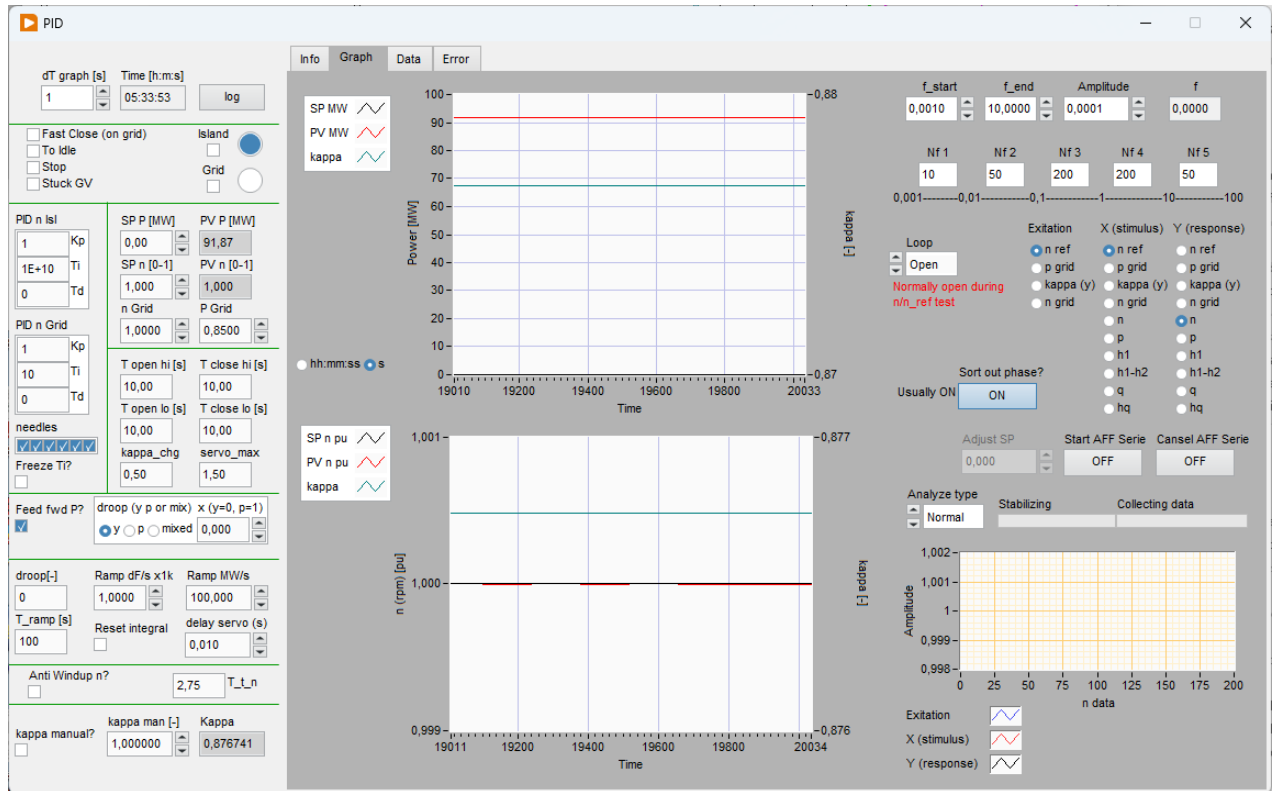 PID
Info Graph Data Error
dT graph [s] Time [h:m:s]
1 05:33:53 log
Fast Close (on grid)
To Idle
Stop
Stuck GV
Island
Grid
PID n Isl
1 Kp
1E+10 Ti
0 Td
PID n Grid
1 Kp
10 Ti
0 Td
needles
Freeze Ti?
SP P [MW] PV P [MW]
0,00 91,87
SP n [0-1] PV n [0-1]
1,000 1,000
n Grid P Grid
1,0000 0,8500
T open hi [s] T close hi [s]
10,00 10,00
T open lo [s] T close lo [s]
10,00 10,00
kappa_chg servo_max
0,50 1,50
Feed fwd P? droop (y p or mix) x (y=0, p=1)
y p mixed 0,000
droop[-] Ramp dF/s x1k Ramp MW/s
0 1,0000 100,000
T_ramp [s] Reset integral delay servo (s)
100 0,010
Anti Windup n?
2,75 T_t_n
kappa manual? kappa man [-] Kappa
1,000000 0,876741
SP MW
PV MW
kappa
100
90
80
70
60
50
40
30
20
10
0
Power [MW]
0,88
0,87
kappa [-]
19010 19200 19400 19600 19800 20033
Time
hh:mm:ss s
SP n pu
PV n pu
kappa
1,001
1,000
0,999
n (rpm) [pu]
0,877
0,876
kappa [-]
19011 19200 19400 19600 19800 20034
Time
f_start f_end Amplitude f
0,0010 10,0000 0,0001 0,0000
Nf 1 Nf 2 Nf 3 Nf 4 Nf 5
10 50 200 200 50
0,001--------0,01------------0,1------------1------------10-----------100
Loop
Open
Normally open during
n/n_ref test
Exitation X (stimulus) Y (response)
n ref n ref n ref
p grid p grid p grid
kappa (y) kappa (y) kappa (y)
n grid n grid n grid
n n
p p
h1 h1
h1-h2 h1-h2
q q
hq hq
Sort out phase?
Usually ON ON
Adjust SP Start AFF Serie Cansel AFF Serie
0,000 OFF OFF
Analyze type Stabilizing Collecting data
Normal
1,002
1,001
1
0,999
0,998
Amplitude
0 25 50 75 100 125 150 175 200
n data
Exitation
X (stimulus)
Y (response)